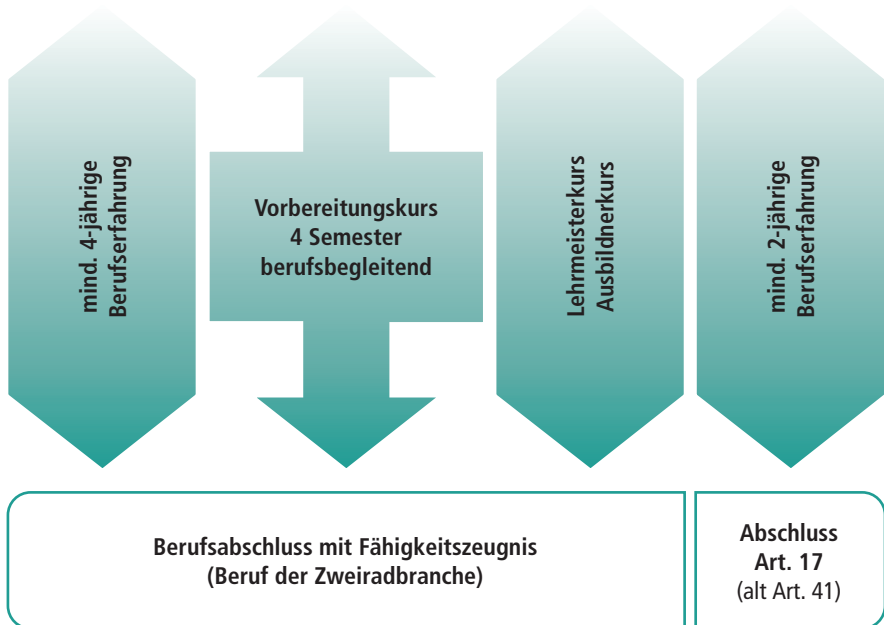 mind. 4-jährige
Berufserfahrung
Vorbereitungskurs
4 Semester
berufsbegleitend
Lehrmeisterkurs
Ausbildnerkurs
mind. 2-jährige
Berufserfahrung
Berufsabschluss mit Fähigkeitszeugnis
(Beruf der Zweiradbranche)
Abschluss
Art. 17
(alt Art. 41)